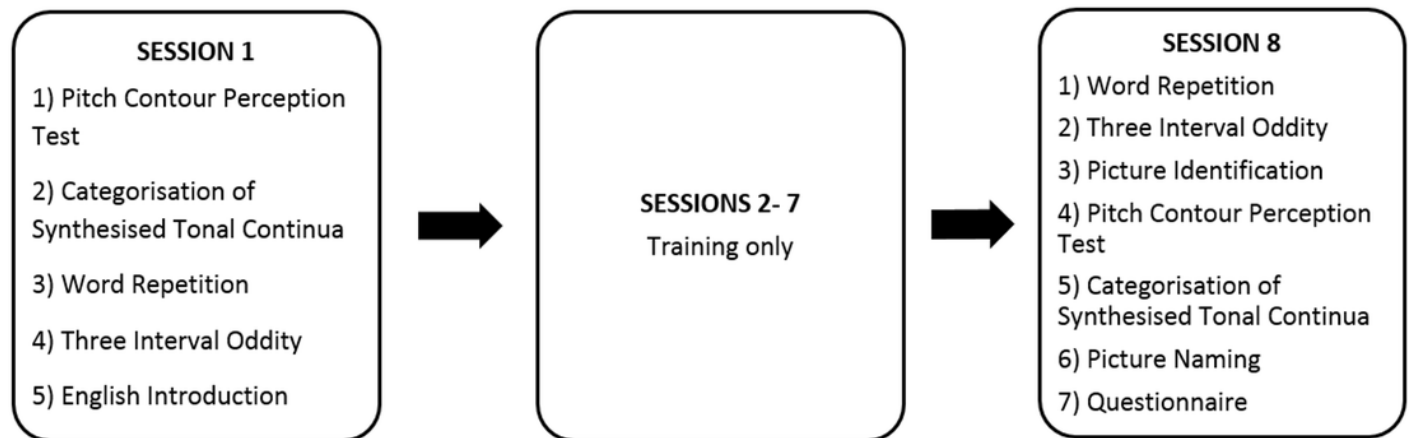 SESSION 1
1) Pitch Contour Perception
Test
2) Categorisation of
Synthesised Tonal Continua
3) Word Repetition
4) Three Interval Oddity
5) English Introduction
SESSIONS 2- 7
Training only
SESSION 8
1) Word Repetition
2) Three Interval Oddity
3) Picture Identification
4) Pitch Contour Perception
Test
5) Categorisation of
Synthesised Tonal Continua
6) Picture Naming
7) Questionnaire